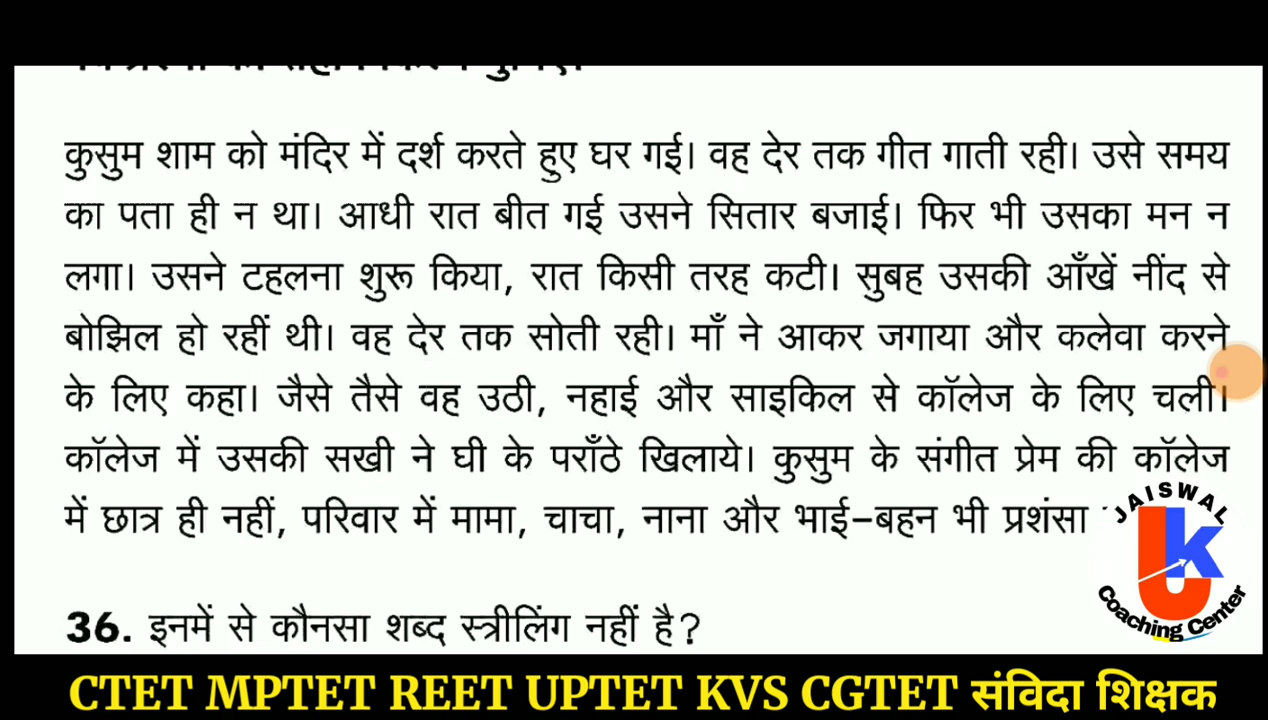 कुसुम शाम को मंदिर में दर्श करते हुए घर गई। वह देर तक गीत गाती रही। उसे समय
का पता ही न था। आधी रात बीत गई उसने सितार बजाई। फिर भी उसका मन न
लगा। उसने टहलना शुरू किया, रात किसी तरह कटी। सुबह उसकी आँखें नींद से
बोझिल हो रहीं थी। वह देर तक सोती रही। माँ ने आकर जगाया और कलेवा करने
के लिए कहा। जैसे तैसे वह उठी, नहाई और साइकिल से कॉलेज के लिए चली।
कॉलेज में उसकी सखी ने घी के पराँठे खिलाये। कुसुम के संगीत प्रेम की कॉलेज
में छात्र ही नहीं, परिवार में मामा, चाचा, नाना और भाई-बहन भी प्रशंसा
JAISWAL
JK
Coaching Center
36. इनमें से कौनसा शब्द स्त्रीलिंग नहीं है?
CTET MPTET REET UPTET KVS CGTET संविदा शिक्षक